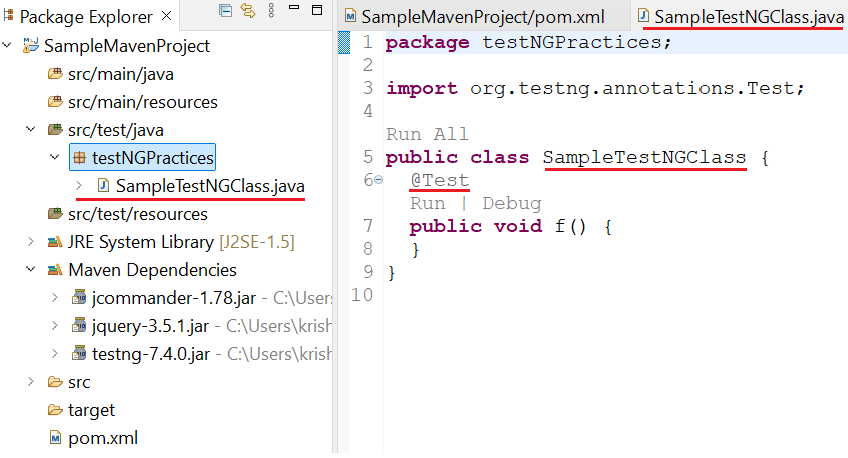 Package Explorer
SampleMavenProject
src/main/java
src/main/resources
src/test/java
testNGPractices
SampleTestNGClass.java
src/test/resources
JRE System Library [J2SE-1.5]
Maven Dependencies
jcommander-1.78.jar - C:\Users\krish
jquery-3.5.1.jar - C:\Users\krish
testng-7.4.0.jar - C:\Users\krish
src
target
pom.xml
SampleMavenProject/pom.xml
SampleTestNGClass.java
1 package testNGPractices;
2
3 import org.testng.annotations.Test;
4
Run All
5 public class SampleTestNGClass {
6 @Test
Run | Debug
7 public void f() {
8 }
9 }
10